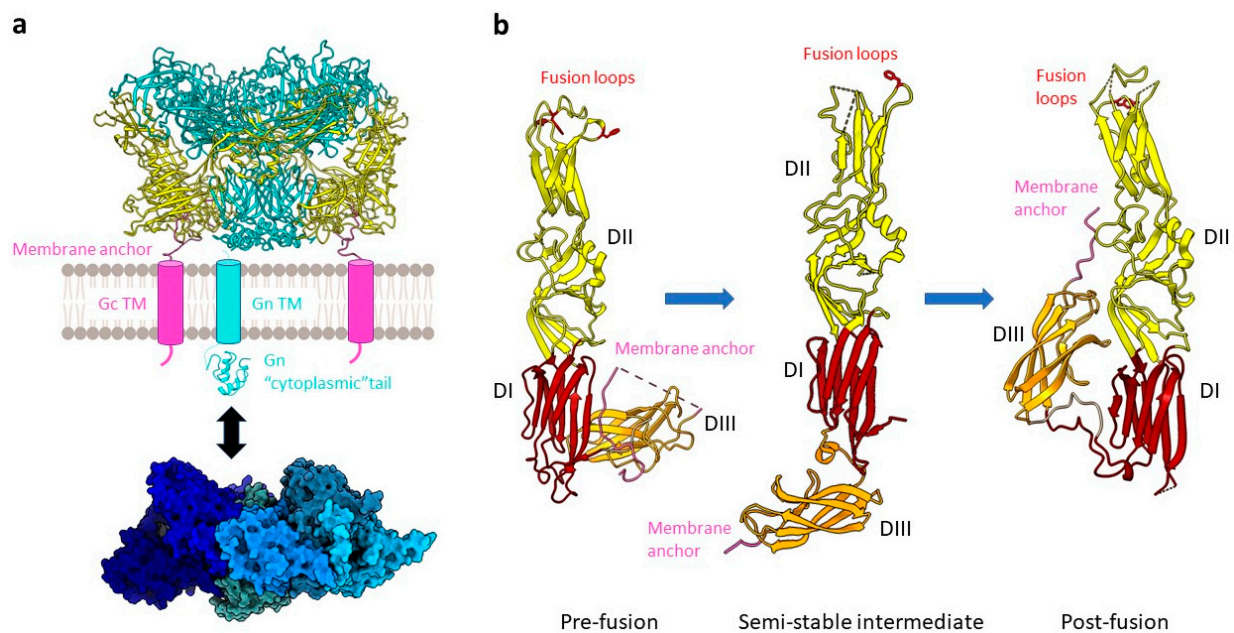 a
Membrane anchor
Gc TM
Gn TM
Gn
"cytoplasmic"tail
b
Fusion loops
DII
Membrane anchor
DI
DIII
Pre-fusion
Fusion loops
DII
DI
DIII
Membrane
anchor
Semi-stable intermediate
Fusion
loops
Membrane
anchor
DII
DIII
DI
Post-fusion